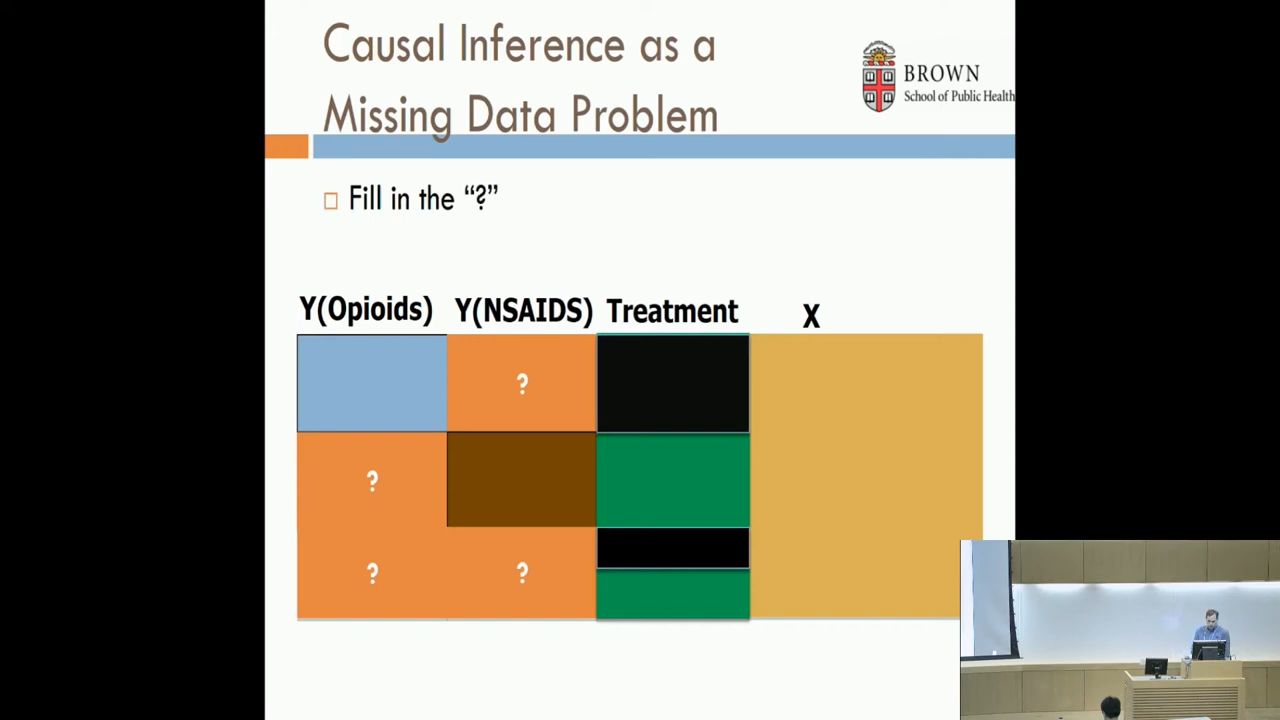 Causal Inference as a
Missing Data Problem
BROWN
School of Public Health
□ Fill in the “?”
Y(Opioids) Y(NSAIDS) Treatment X
?
?
? ?